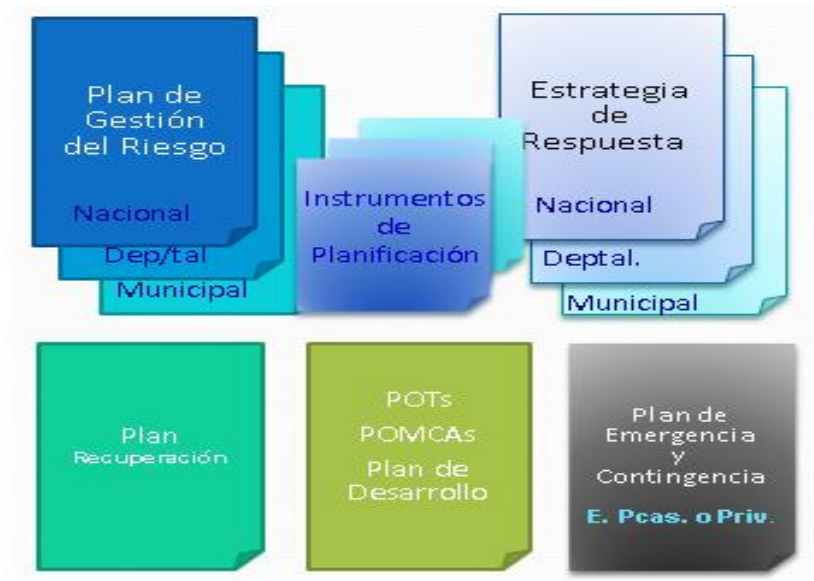 Plan de
Gestión
del Riesgo
Nacional
Dep/tal
Municipal
Instrumentos
de
Planificación
Estrategia
de
Respuesta
Nacional
Deptal.
Municipal
Plan
Recuperación
POTs
POMCAs
Plan de
Desarrollo
Plan de
Emergencia
y
Contingencia
E. Pcas. o Priv.